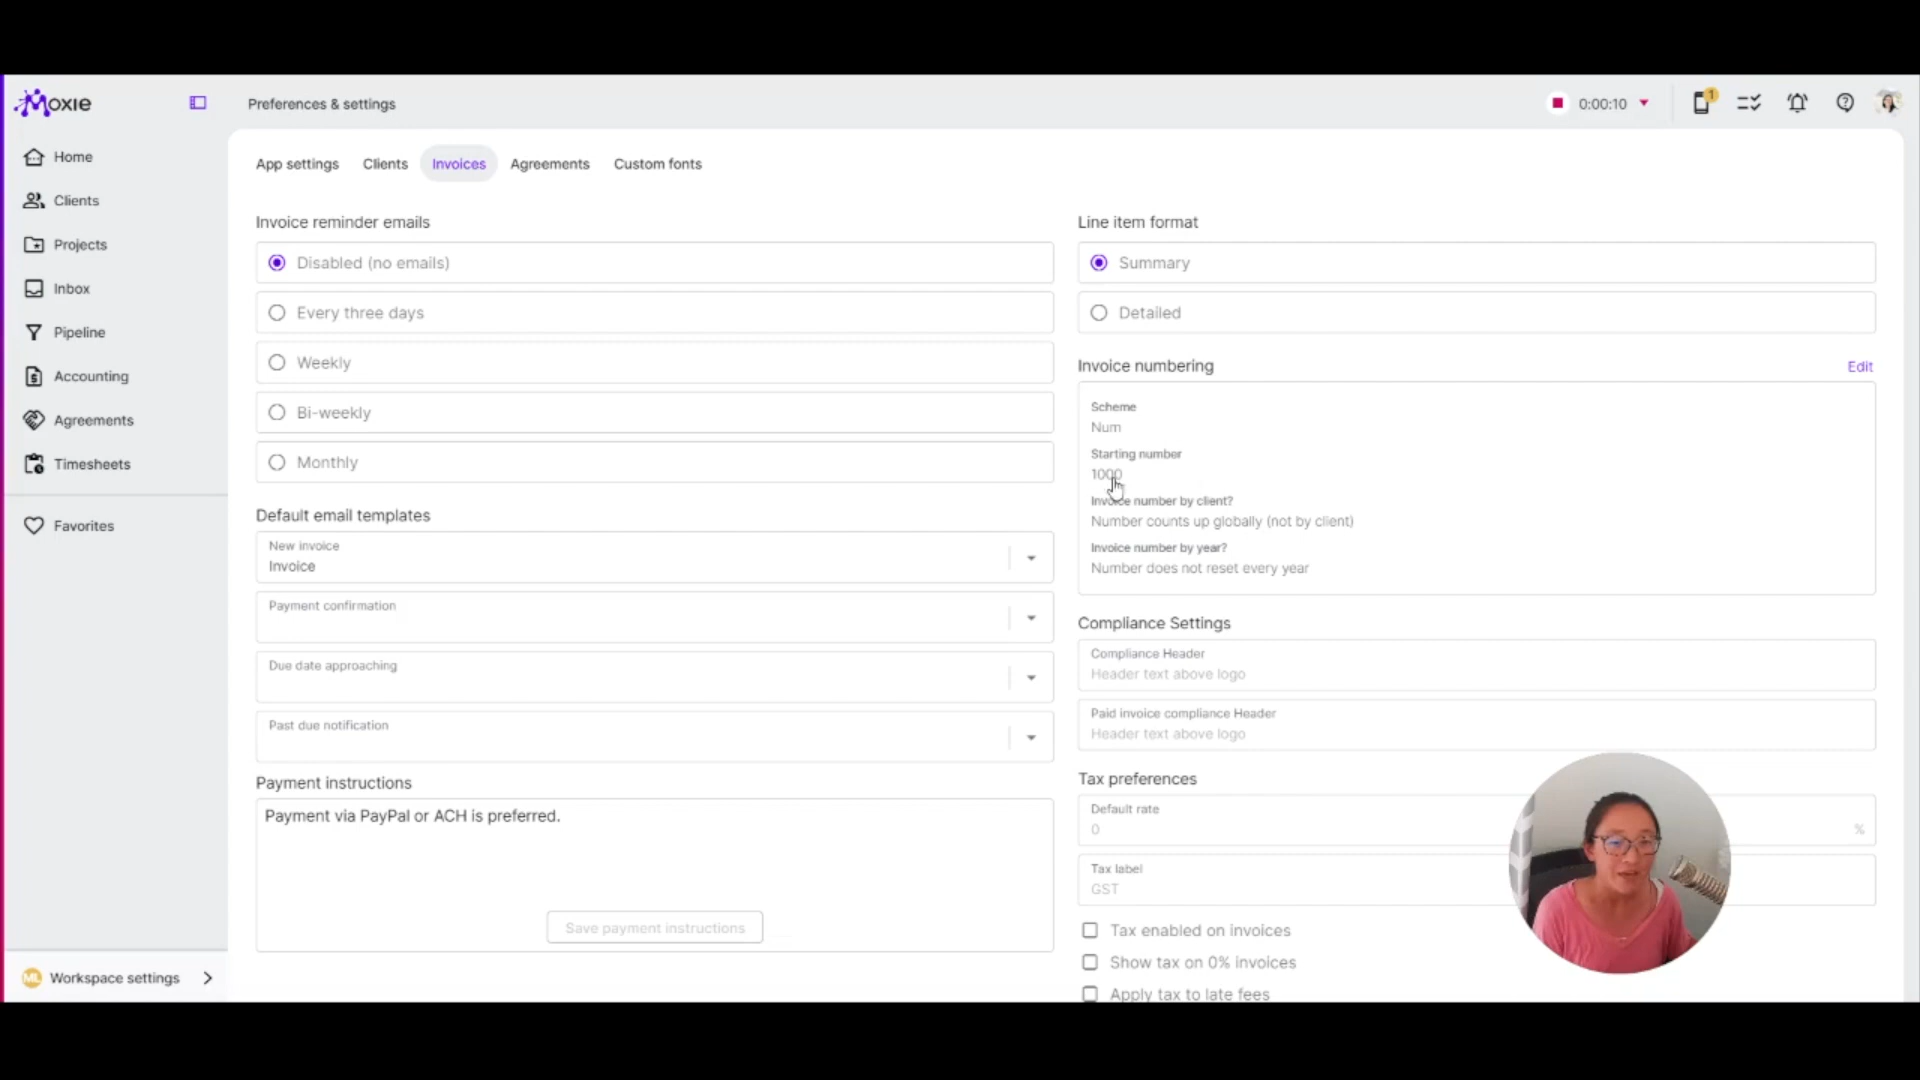 Moxie
Preferences & settings
0:00:10
1
Home
Clients
Projects
Inbox
Pipeline
Accounting
Agreements
Timesheets
Favorites
ML
Workspace settings
App settings
Clients
Invoices
Agreements
Custom fonts
Invoice reminder emails
Disabled (no emails)
Every three days
Weekly
Bi-weekly
Monthly
Default email templates
New invoice
Invoice
Payment confirmation
Due date approaching
Past due notification
Payment instructions
Payment via PayPal or ACH is preferred.
Save payment instructions
Line item format
Summary
Detailed
Invoice numbering
Edit
Scheme
Num
Starting number
1000
Invoice number by client?
Number counts up globally (not by client)
Invoice number by year?
Number does not reset every year
Compliance Settings
Compliance Header
Header text above logo
Paid invoice compliance Header
Header text above logo
Tax preferences
Default rate
0
%
Tax label
GST
Tax enabled on invoices
Show tax on 0% invoices
Apply tax to late fees